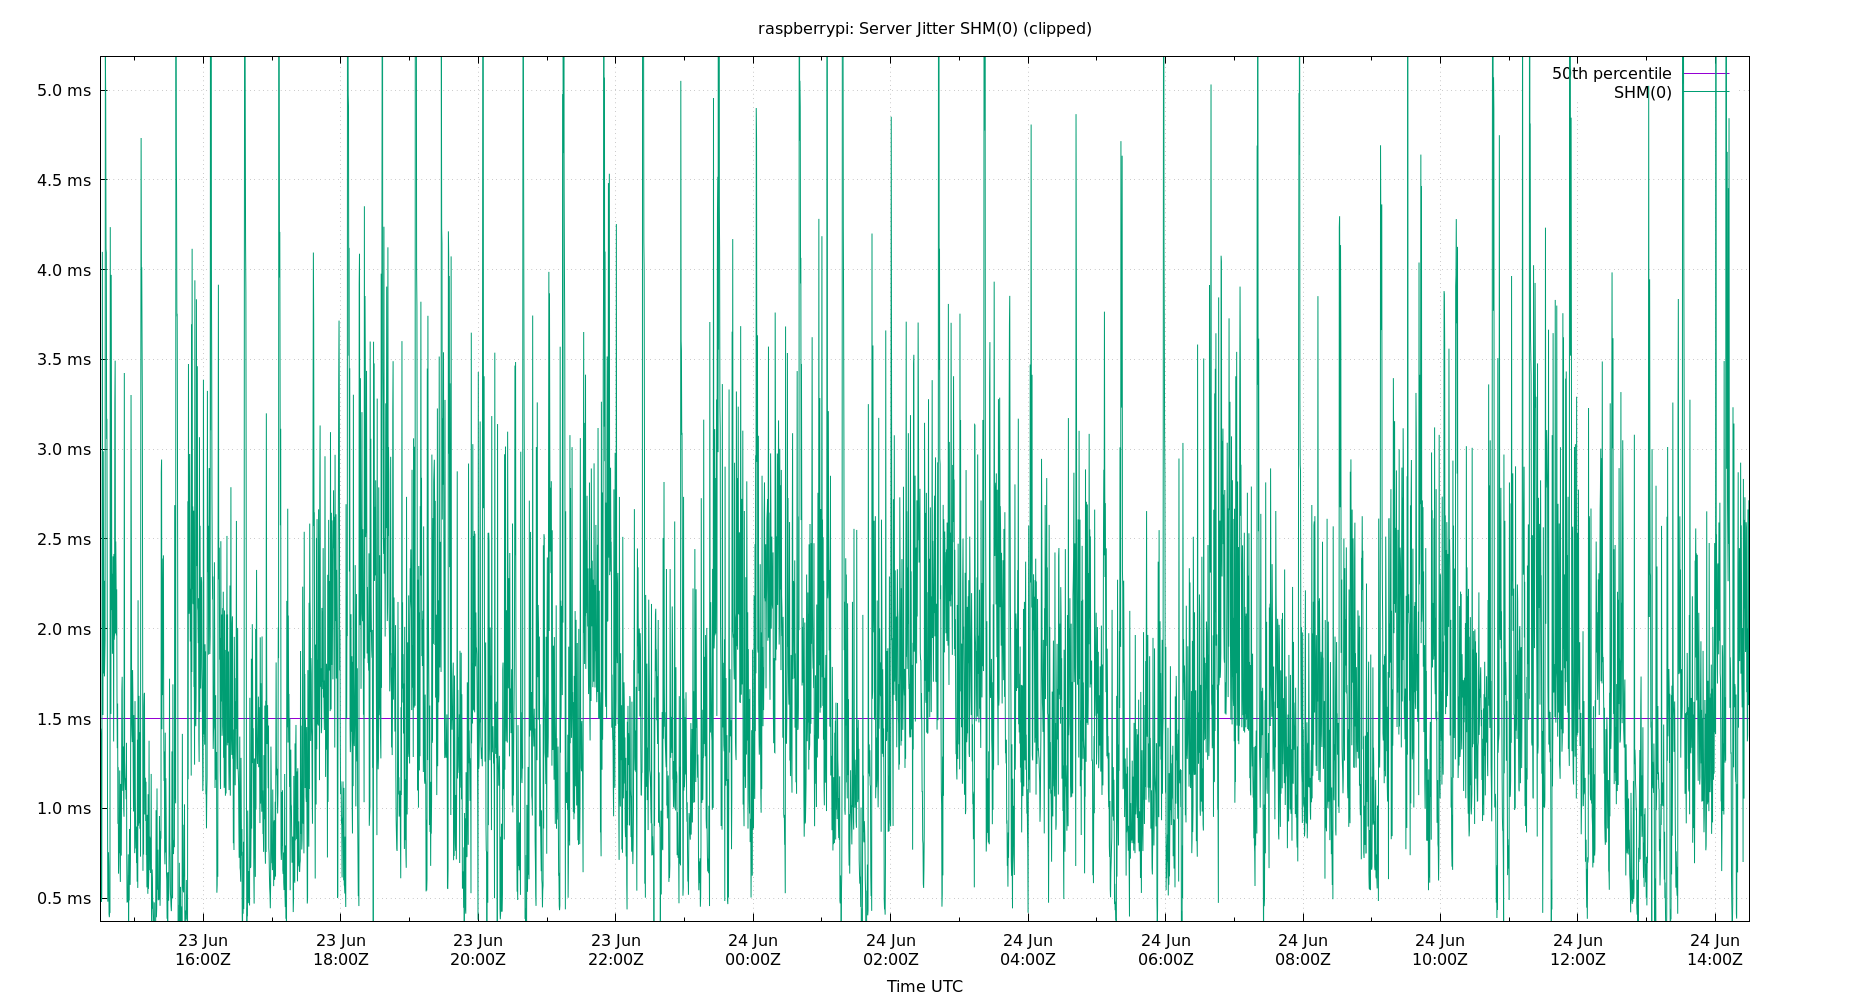 raspberrypi: Server Jitter SHM(0) (clipped)
50th percentile
SHM(0)
5.0 ms
4.5 ms
4.0 ms
3.5 ms
3.0 ms
2.5 ms
2.0 ms
1.5 ms
1.0 ms
0.5 ms
23 Jun 23 Jun 23 Jun 23 Jun 24 Jun 24 Jun 24 Jun 24 Jun 24 Jun 24 Jun 24 Jun 24 Jun
16:00Z 18:00Z 20:00Z 22:00Z 00:00Z 02:00Z 04:00Z 06:00Z 08:00Z 10:00Z 12:00Z 14:00Z
Time UTC